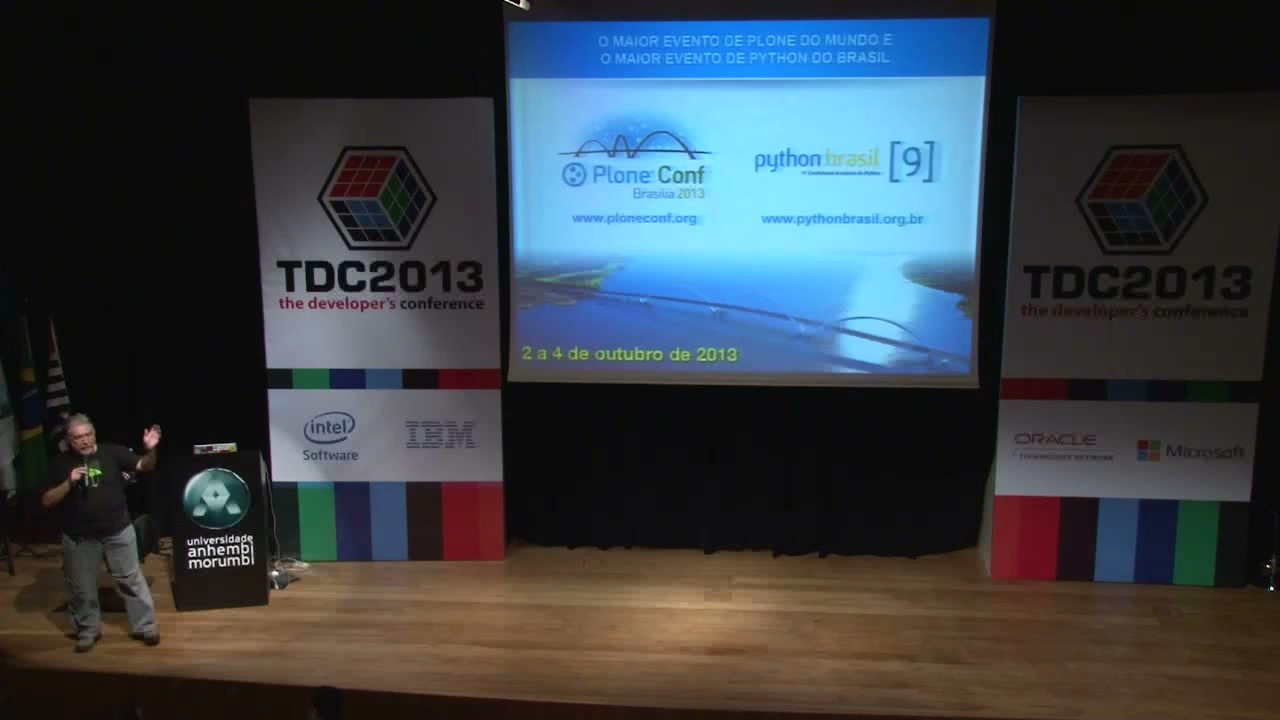 O MAIOR EVENTO DE PLONE DO MUNDO E
O MAIOR EVENTO DE PYTHON DO BRASIL
Plone Conf
Brasília 2013
www.ploneconf.org
python brasil [9]
www.pythonbrasil.org.br
2 a 4 de outubro de 2013
TDC2013
the developer's conference
intel
Software
IBM
universidade
anhembi
morumbi
TDC2013
the developer's conference
ORACLE
TECHNOLOGY NETWORK
Microsoft